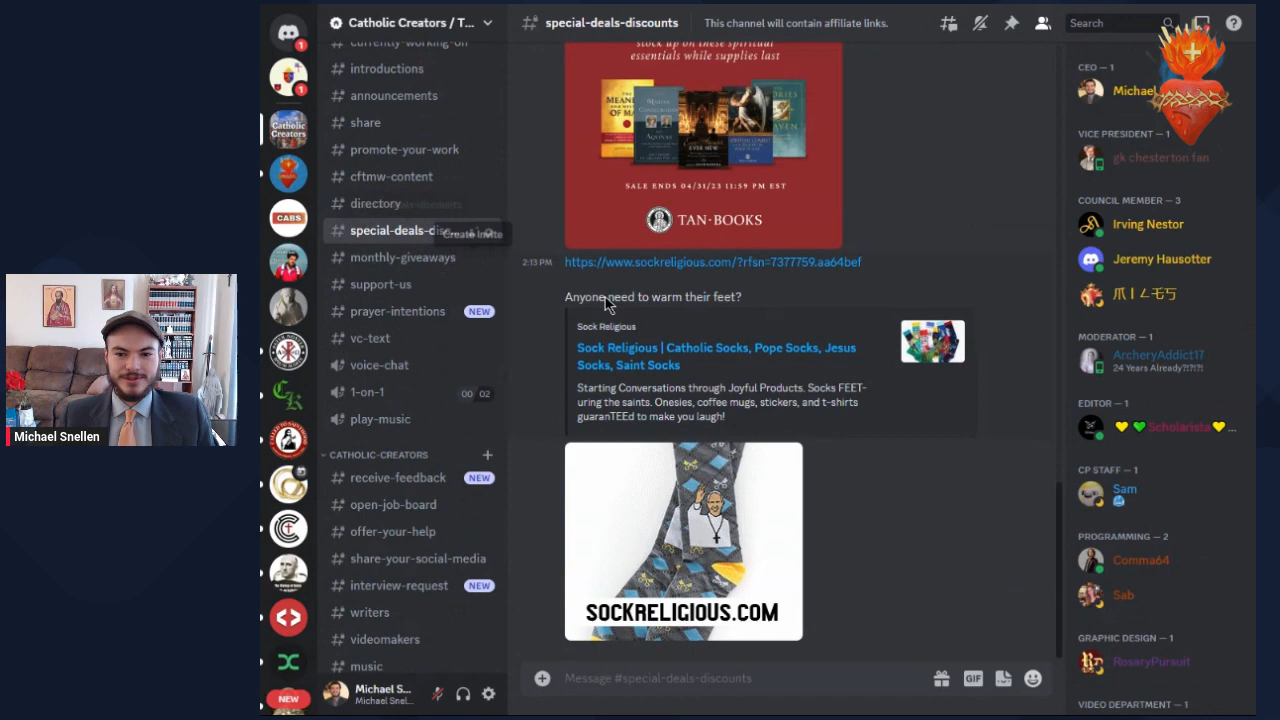 Catholic Creators / T...
special-deals-discounts
This channel will contain affiliate links.
Search
currently-working-on
introductions
announcements
share
promote-your-work
cftmw-content
directory
special-deals-disc...
Create Invite
monthly-giveaways
support-us
prayer-intentions NEW
vc-text
voice-chat
1-on-1 00 02
play-music
CATHOLIC-CREATORS
receive-feedback NEW
open-job-board
offer-your-help
share-your-social-media
interview-request NEW
writers
videomakers
music
Michael S...
Michael Snel...
1
1
Catholic
Creators
CABS
NEW
Michael Snellen
stock up on these spiritual
essentials while supplies last
SALE ENDS 04/31/23 11:59 PM EST
TAN·BOOKS
2:13 PM https://www.sockreligious.com/?rfsn=7377759.aa64bef
Anyone need to warm their feet?
Sock Religious
Sock Religious | Catholic Socks, Pope Socks, Jesus
Socks, Saint Socks
Starting Conversations through Joyful Products. Socks FEET-
uring the saints. Onesies, coffee mugs, stickers, and t-shirts
guaranTEEd to make you laugh!
SOCKRELIGIOUS.COM
Message #special-deals-discounts
GIF
CEO — 1
Michael
VICE PRESIDENT — 1
gk chesterton fan
COUNCIL MEMBER — 3
Irving Nestor
Jeremy Hausotter
MODERATOR — 1
ArcheryAddict17
24 Years Already?!?!?!
EDITOR — 1
Scholarista
...
CP STAFF — 1
Sam
PROGRAMMING — 2
Comma64
Sab
GRAPHIC DESIGN — 1
RosaryPursuit
VIDEO DEPARTMENT — 1